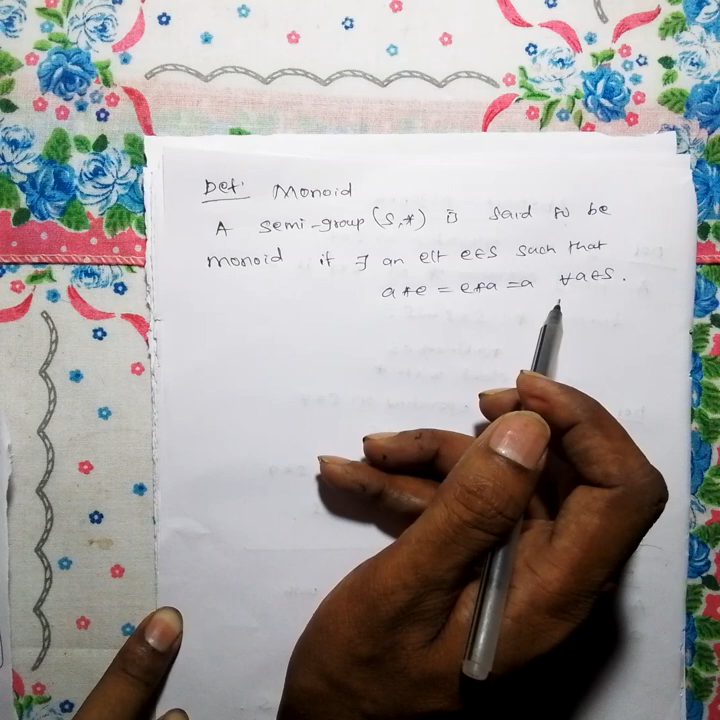 Def. Monoid
A semi-group (S,*) is said to be
monoid if ∃ an elt e∈S such that
a*e = e*a = a ∀a∈S.